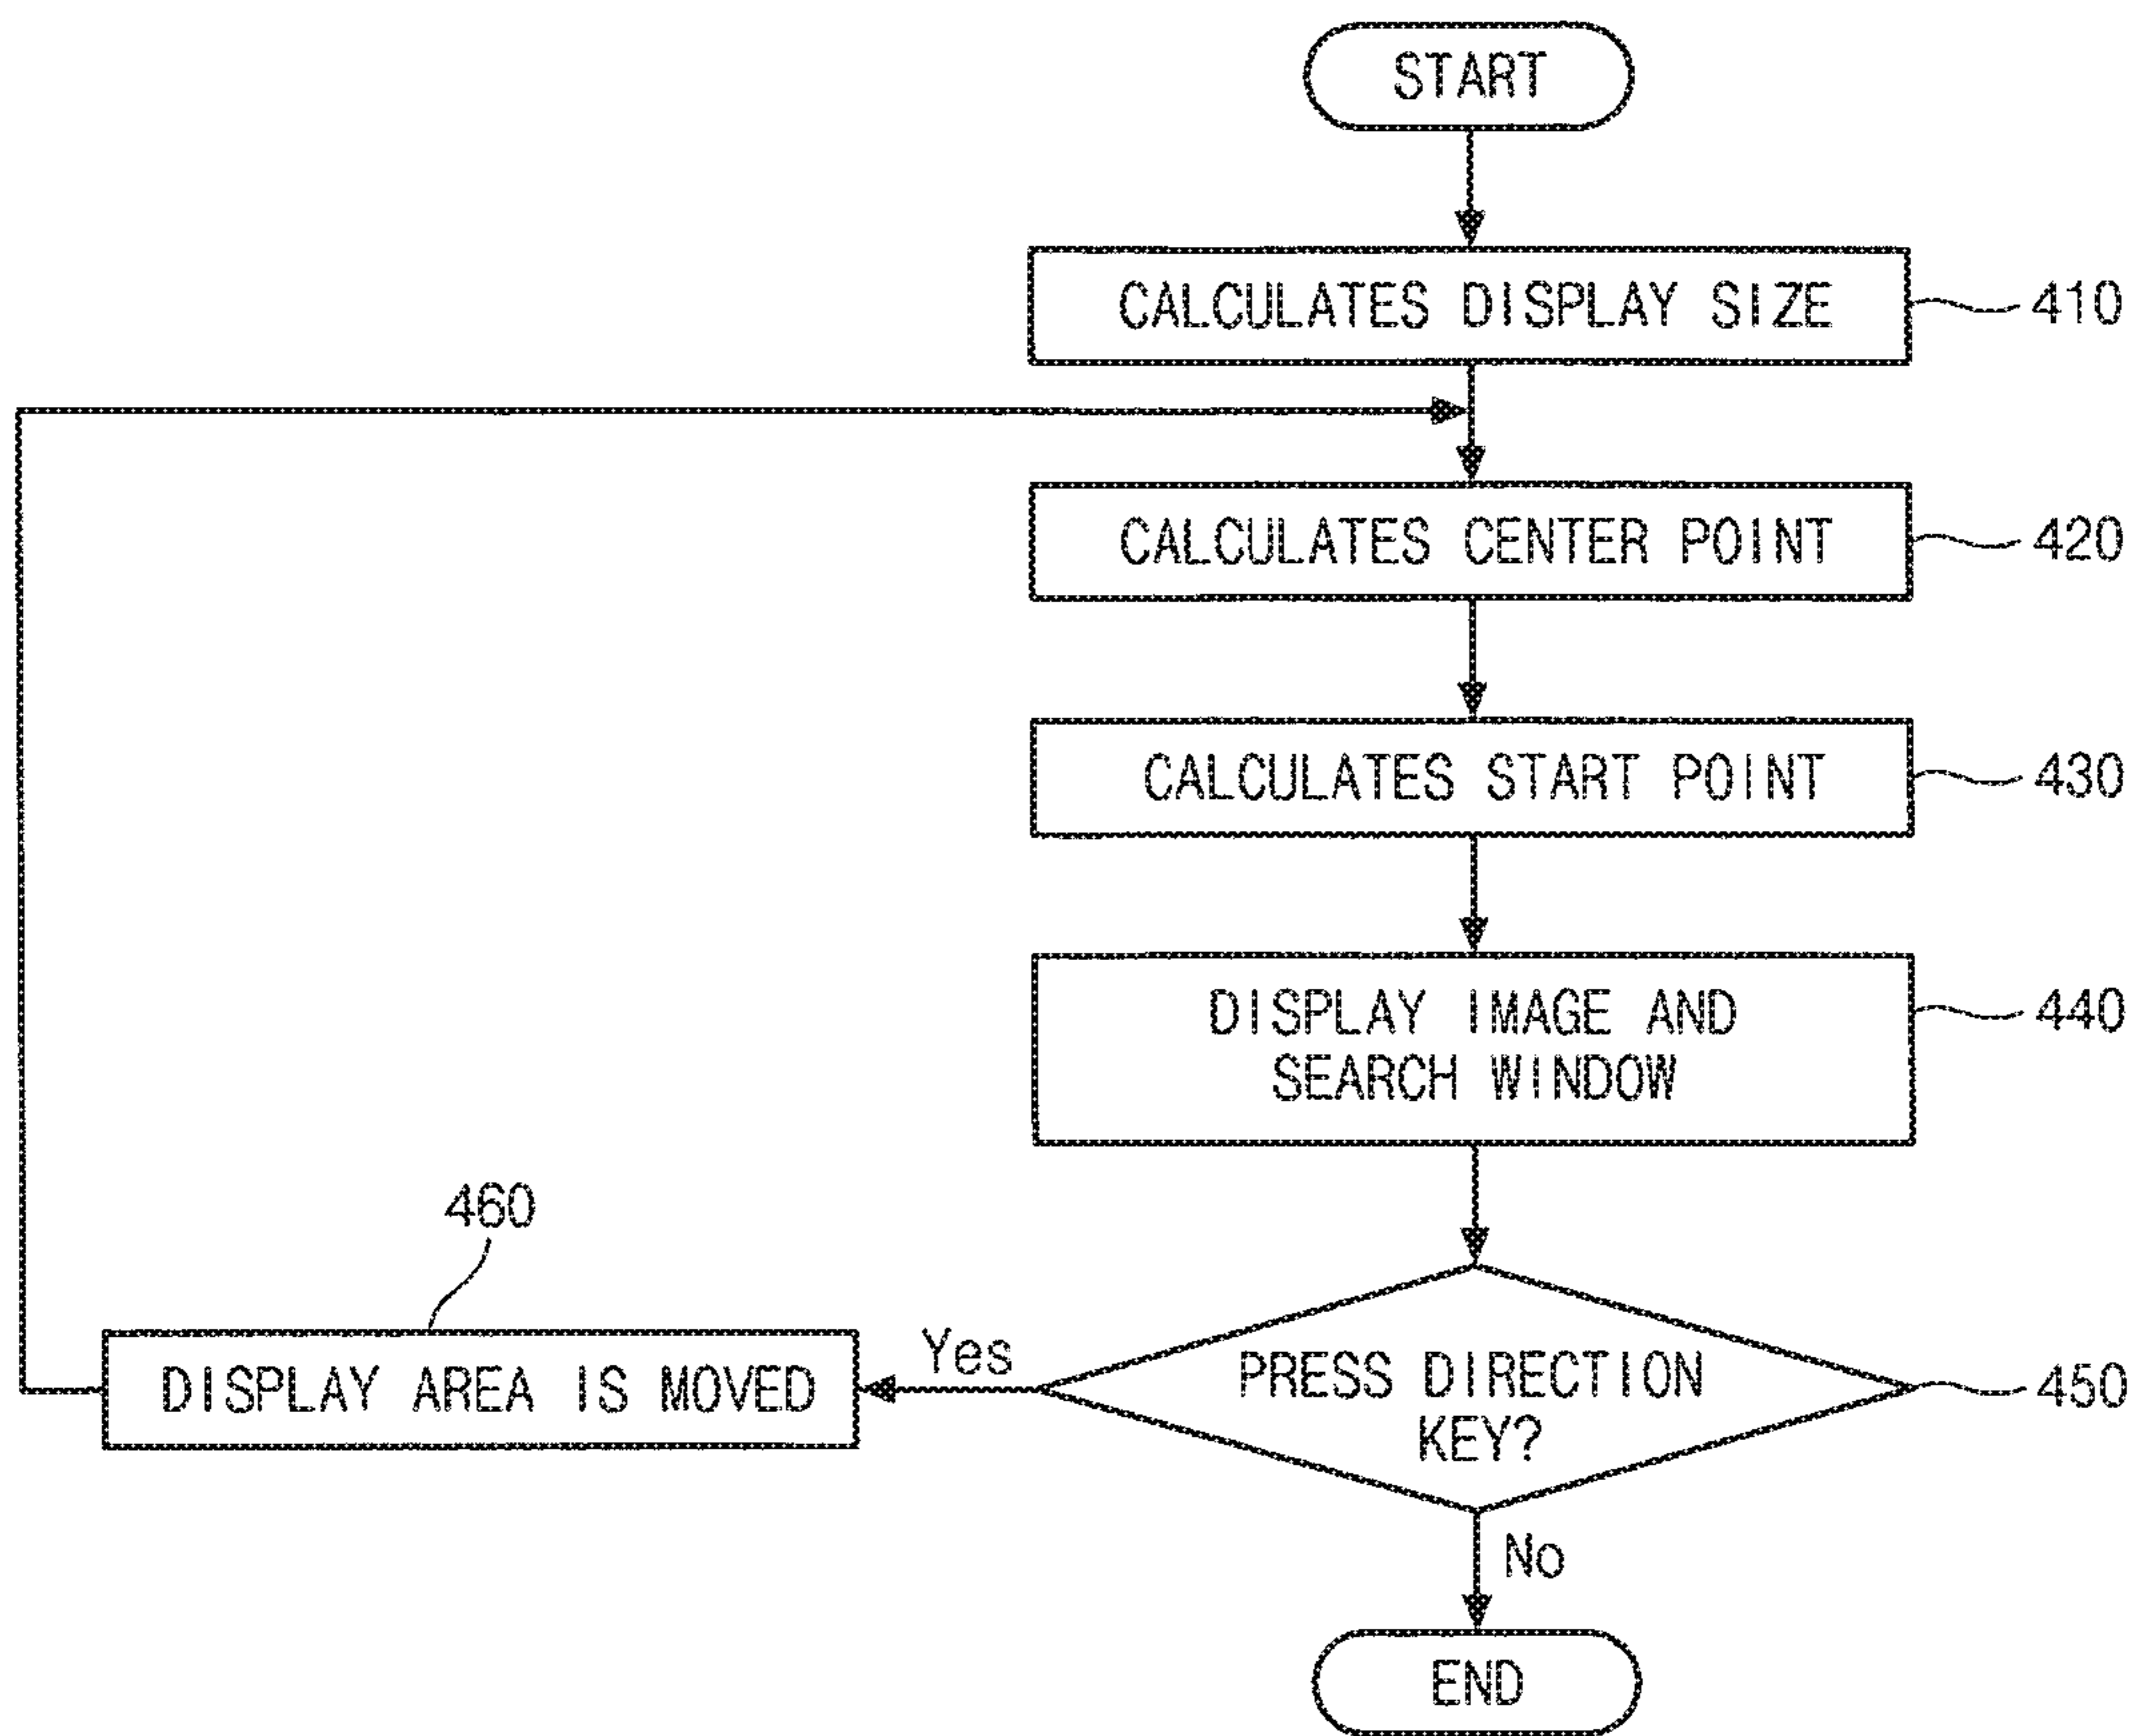 START
CALCULATES DISPLAY SIZE
410
CALCULATES CENTER POINT
420
CALCULATES START POINT
430
DISPLAY IMAGE AND
SEARCH WINDOW
440
460
DISPLAY AREA IS MOVED
Yes
PRESS DIRECTION
KEY?
450
No
END